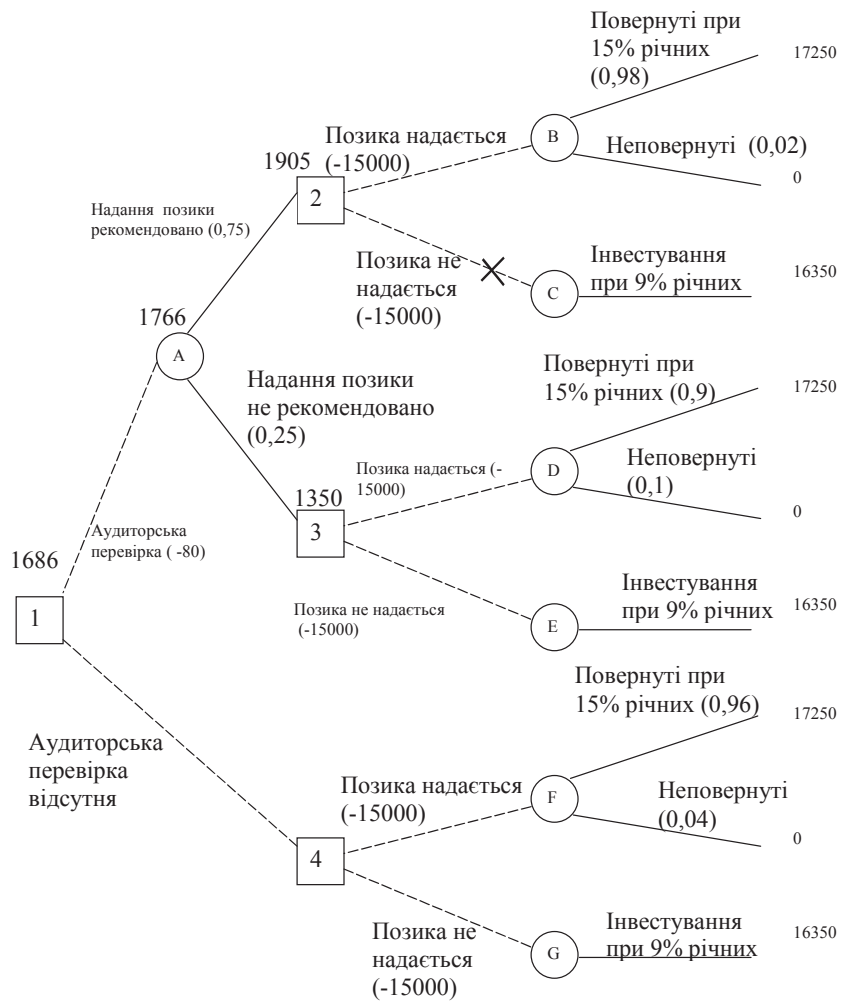 Повернуті при
15% річних
(0,98)
17250
B
Позика надається
(-15000)
Неповернуті (0,02)
0
1905
2
Надання позики
рекомендовано (0,75)
Позика не
надається
(-15000)
C
Інвестування
при 9% річних
16350
1766
A
Надання позики
не рекомендовано
(0,25)
Повернуті при
15% річних (0,9)
17250
Позика надається (-
15000)
D
Неповернуті
(0,1)
0
1350
3
Аудиторська
перевірка ( -80)
1686
1
Позика не надається
(-15000)
E
Інвестування
при 9% річних
16350
Повернуті при
15% річних (0,96)
17250
Аудиторська
перевірка
відсутня
Позика надається
(-15000)
F
Неповернуті
(0,04)
0
4
Позика не
надається
(-15000)
G
Інвестування
при 9% річних
16350